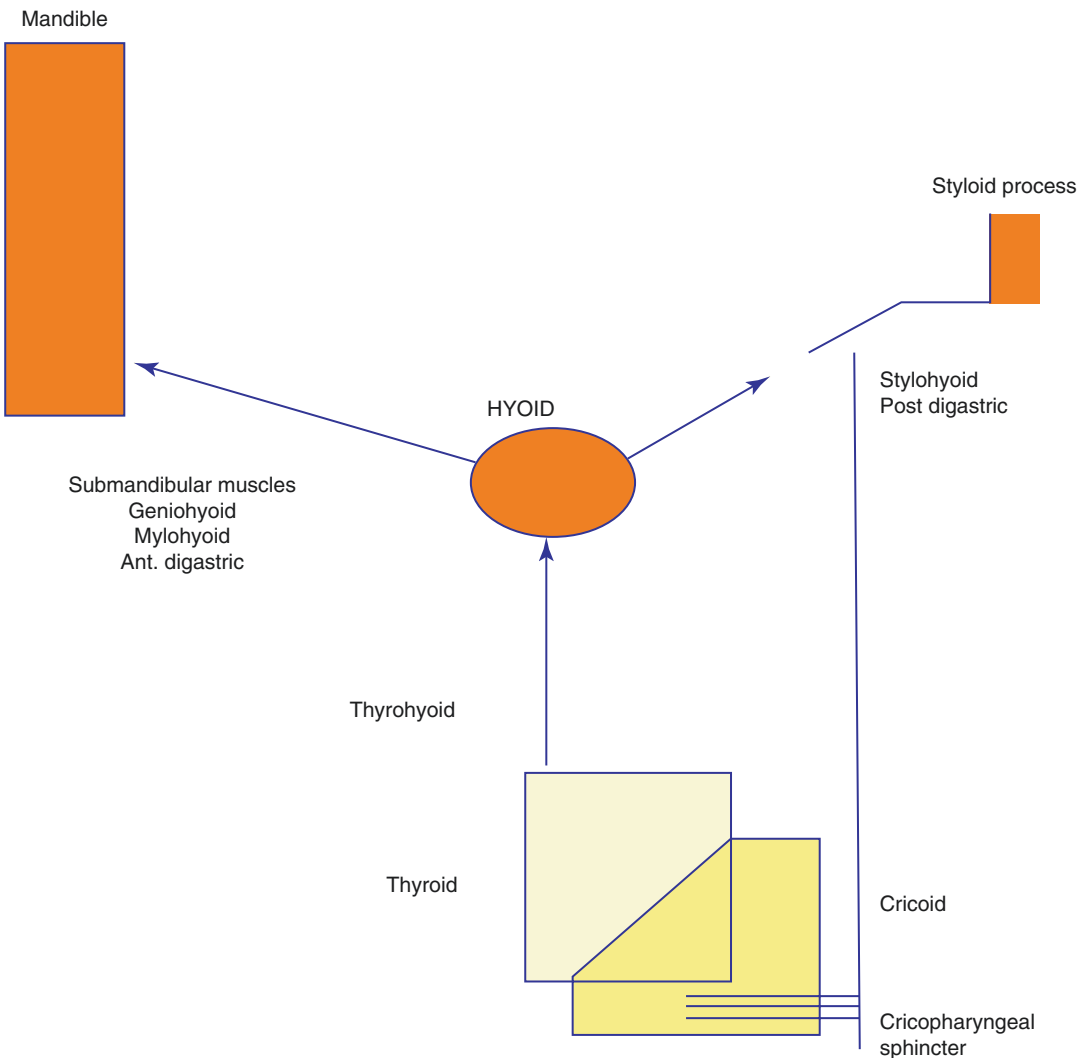 Mandible
Styloid process
Stylohyoid
Post digastric
HYOID
Submandibular muscles
Geniohyoid
Mylohyoid
Ant. digastric
Thyrohyoid
Thyroid
Cricoid
Cricopharyngeal
sphincter